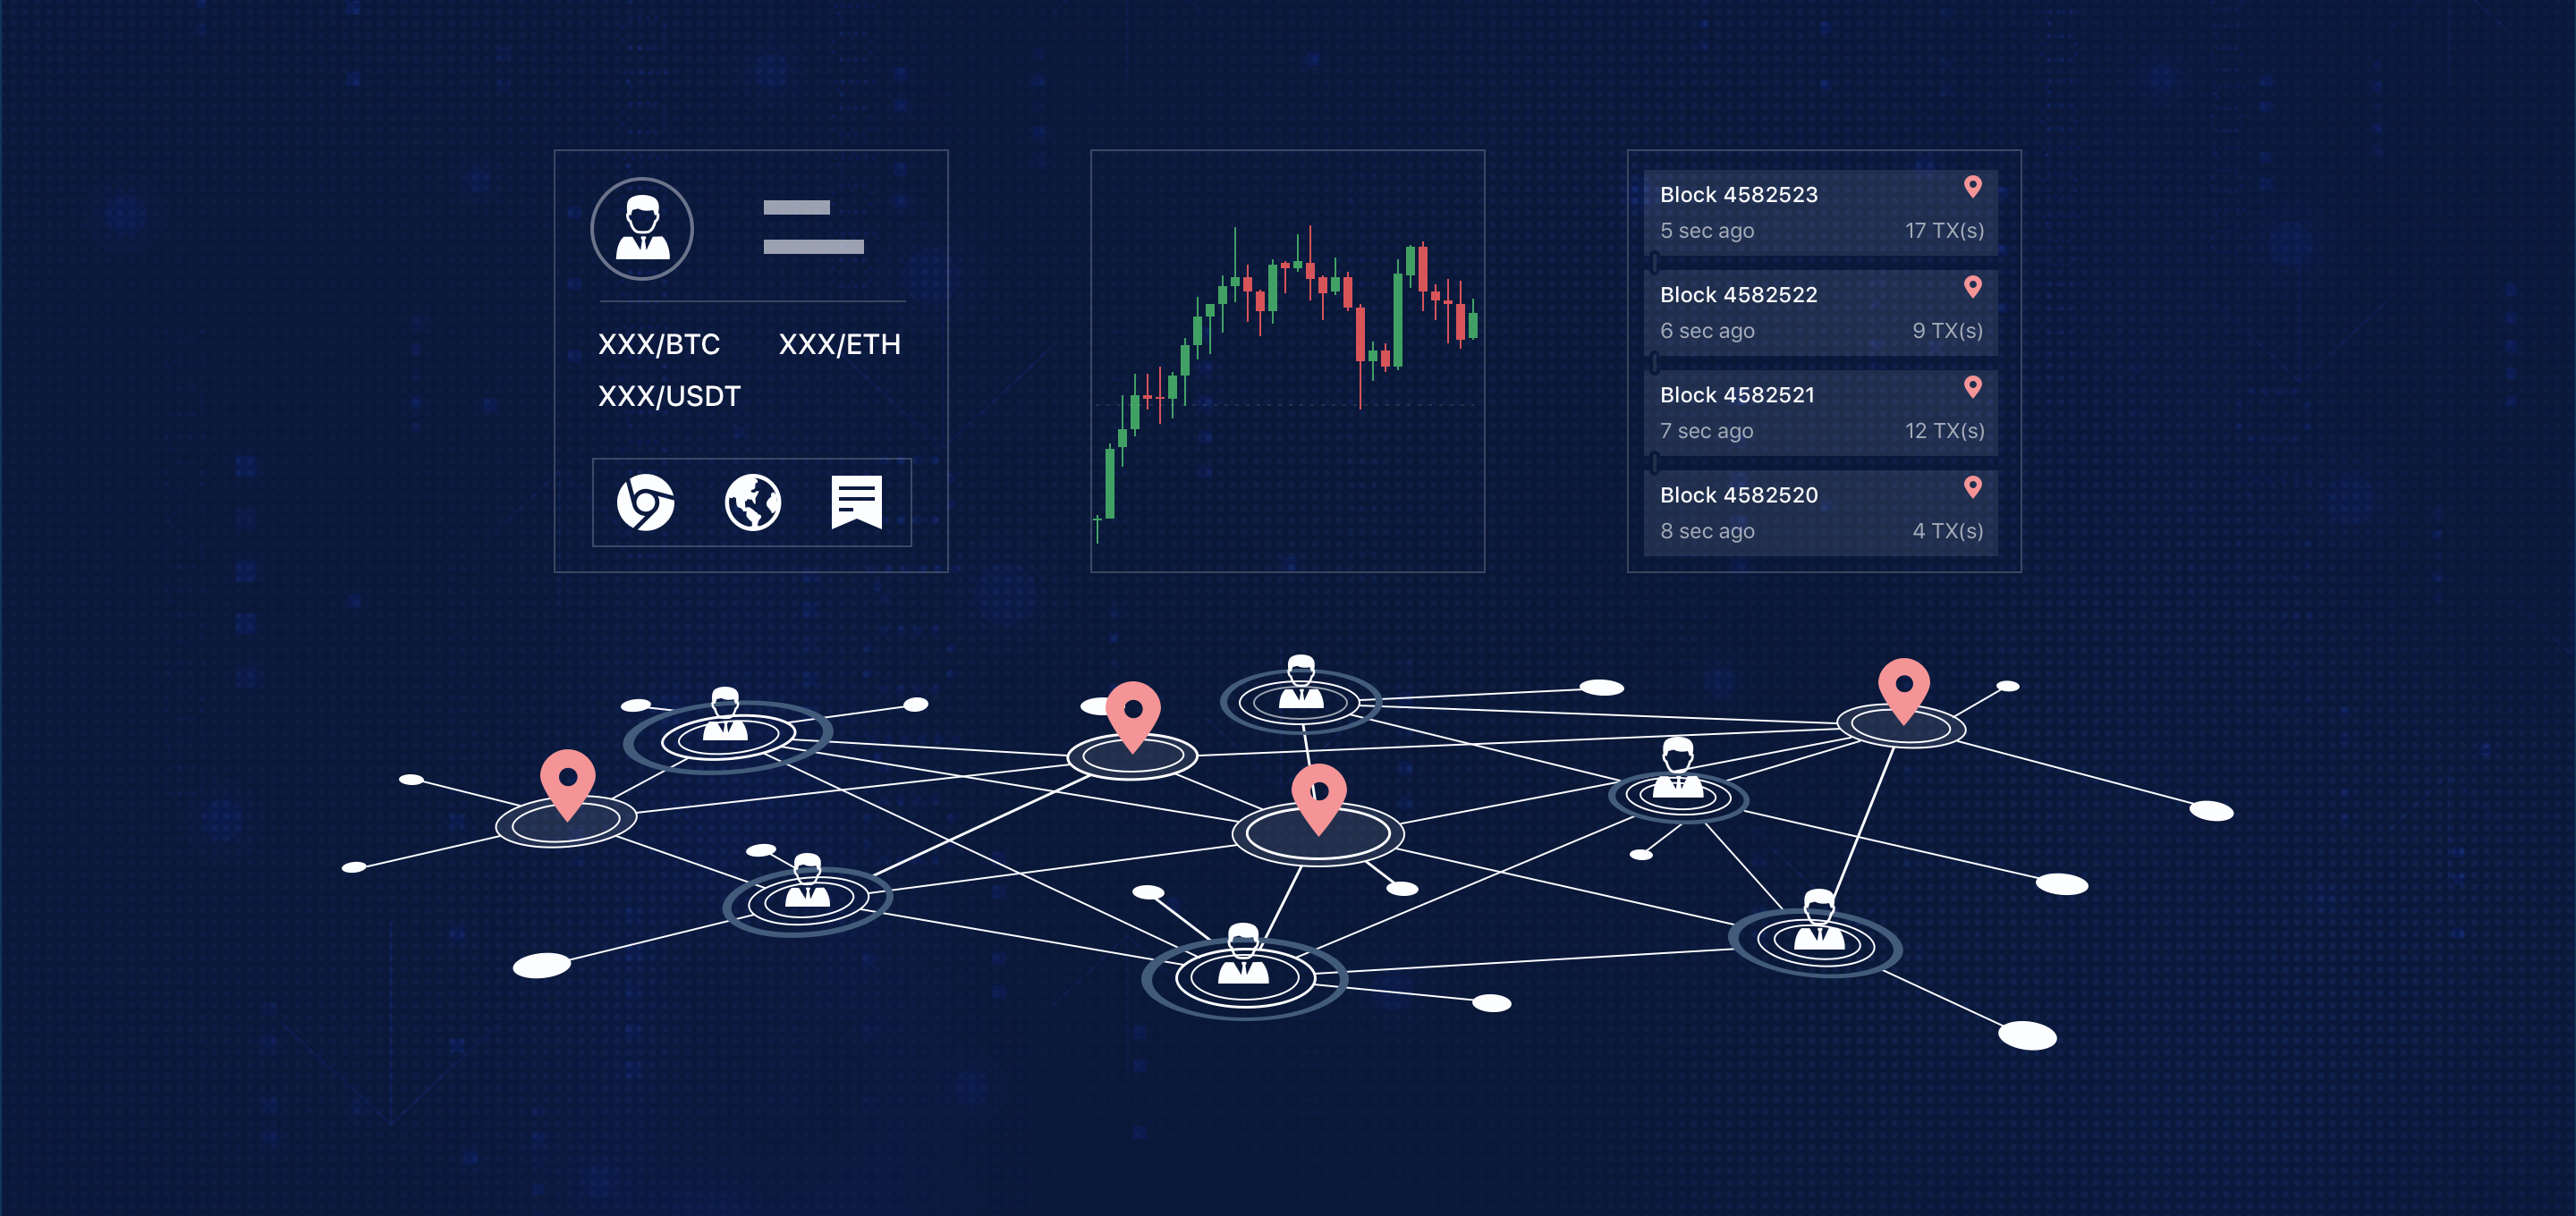 XXX/BTC XXX/ETH
XXX/USDT
Block 4582523
5 sec ago 17 TX(s)
Block 4582522
6 sec ago 9 TX(s)
Block 4582521
7 sec ago 12 TX(s)
Block 4582520
8 sec ago 4 TX(s)